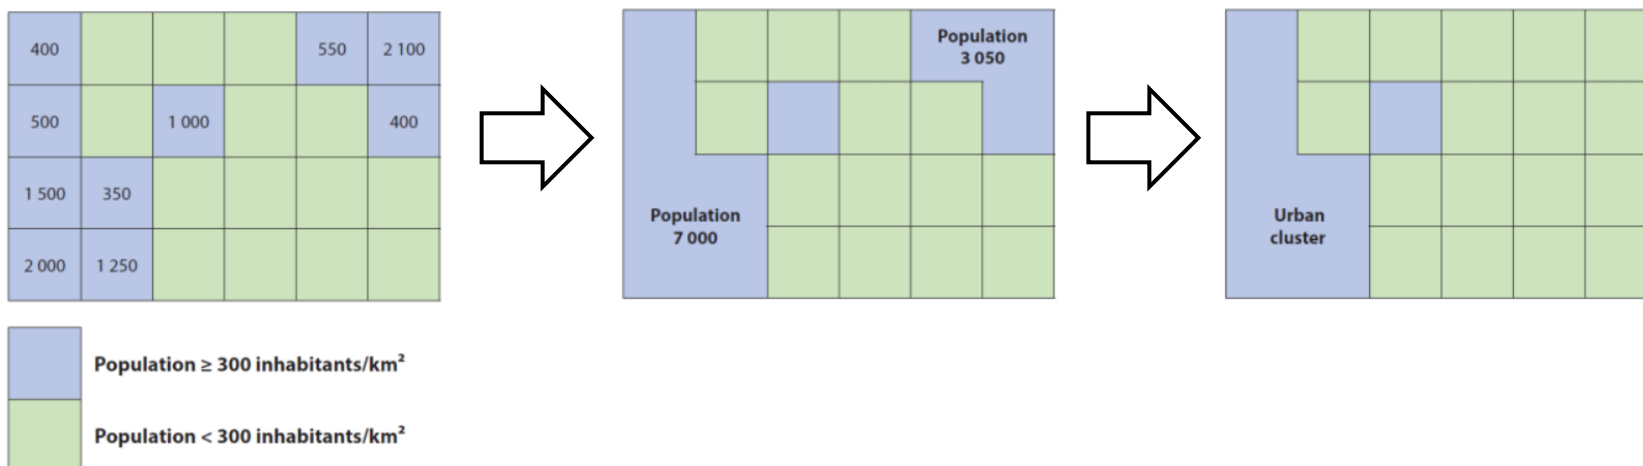 400
550
2 100
500
1 000
400
1 500
350
2 000
1 250
Population ≥ 300 inhabitants/km²
Population < 300 inhabitants/km²
Population
3 050
Population
7 000
Urban
cluster